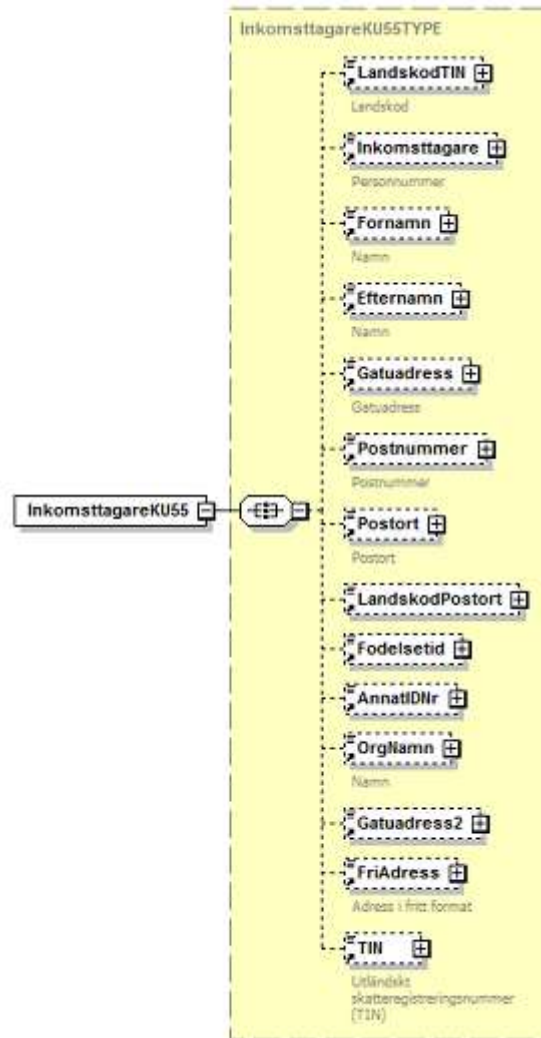 InkomsttagareKU55TYPE
LandskodTIN
Landskod
Inkomsttagare
Personnummer
Fornamn
Namn
Efternamn
Namn
Gatuadress
Gatuadress
Postnummer
Postnummer
InkomsttagareKU55
Postort
Postort
LandskodPostort
Fodelsetid
AnnatIDNr
OrgNamn
Namn
Gatuadress2
FriAdress
Adress i fritt format
TIN
Utländskt
skatteregistreringsnummer
(TIN)